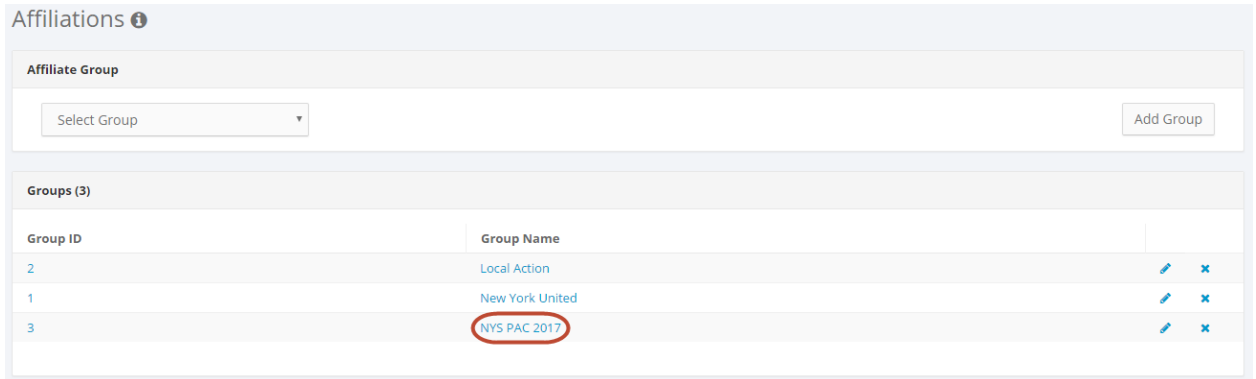 Affiliations
Affiliate Group
Select Group Add Group
Groups (3)
Group ID Group Name
2 Local Action
1 New York United
3 NYS PAC 2017